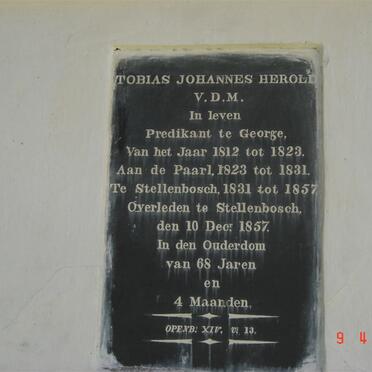 TOBIAS JOHANNES HEROLD
V.D.M.
In leven
Predikant te George,
Van het Jaar 1812 tot 1823.
Aan de Paarl, 1823 tot 1831.
Te Stellenbosch, 1831 tot 1857
Overleden te Stellenbosch,
den 10 Decr 1857.
In den Ouderdom
van 68 Jaren
en
4 Maanden,
OPENB: XIV. v: 13.
9 4